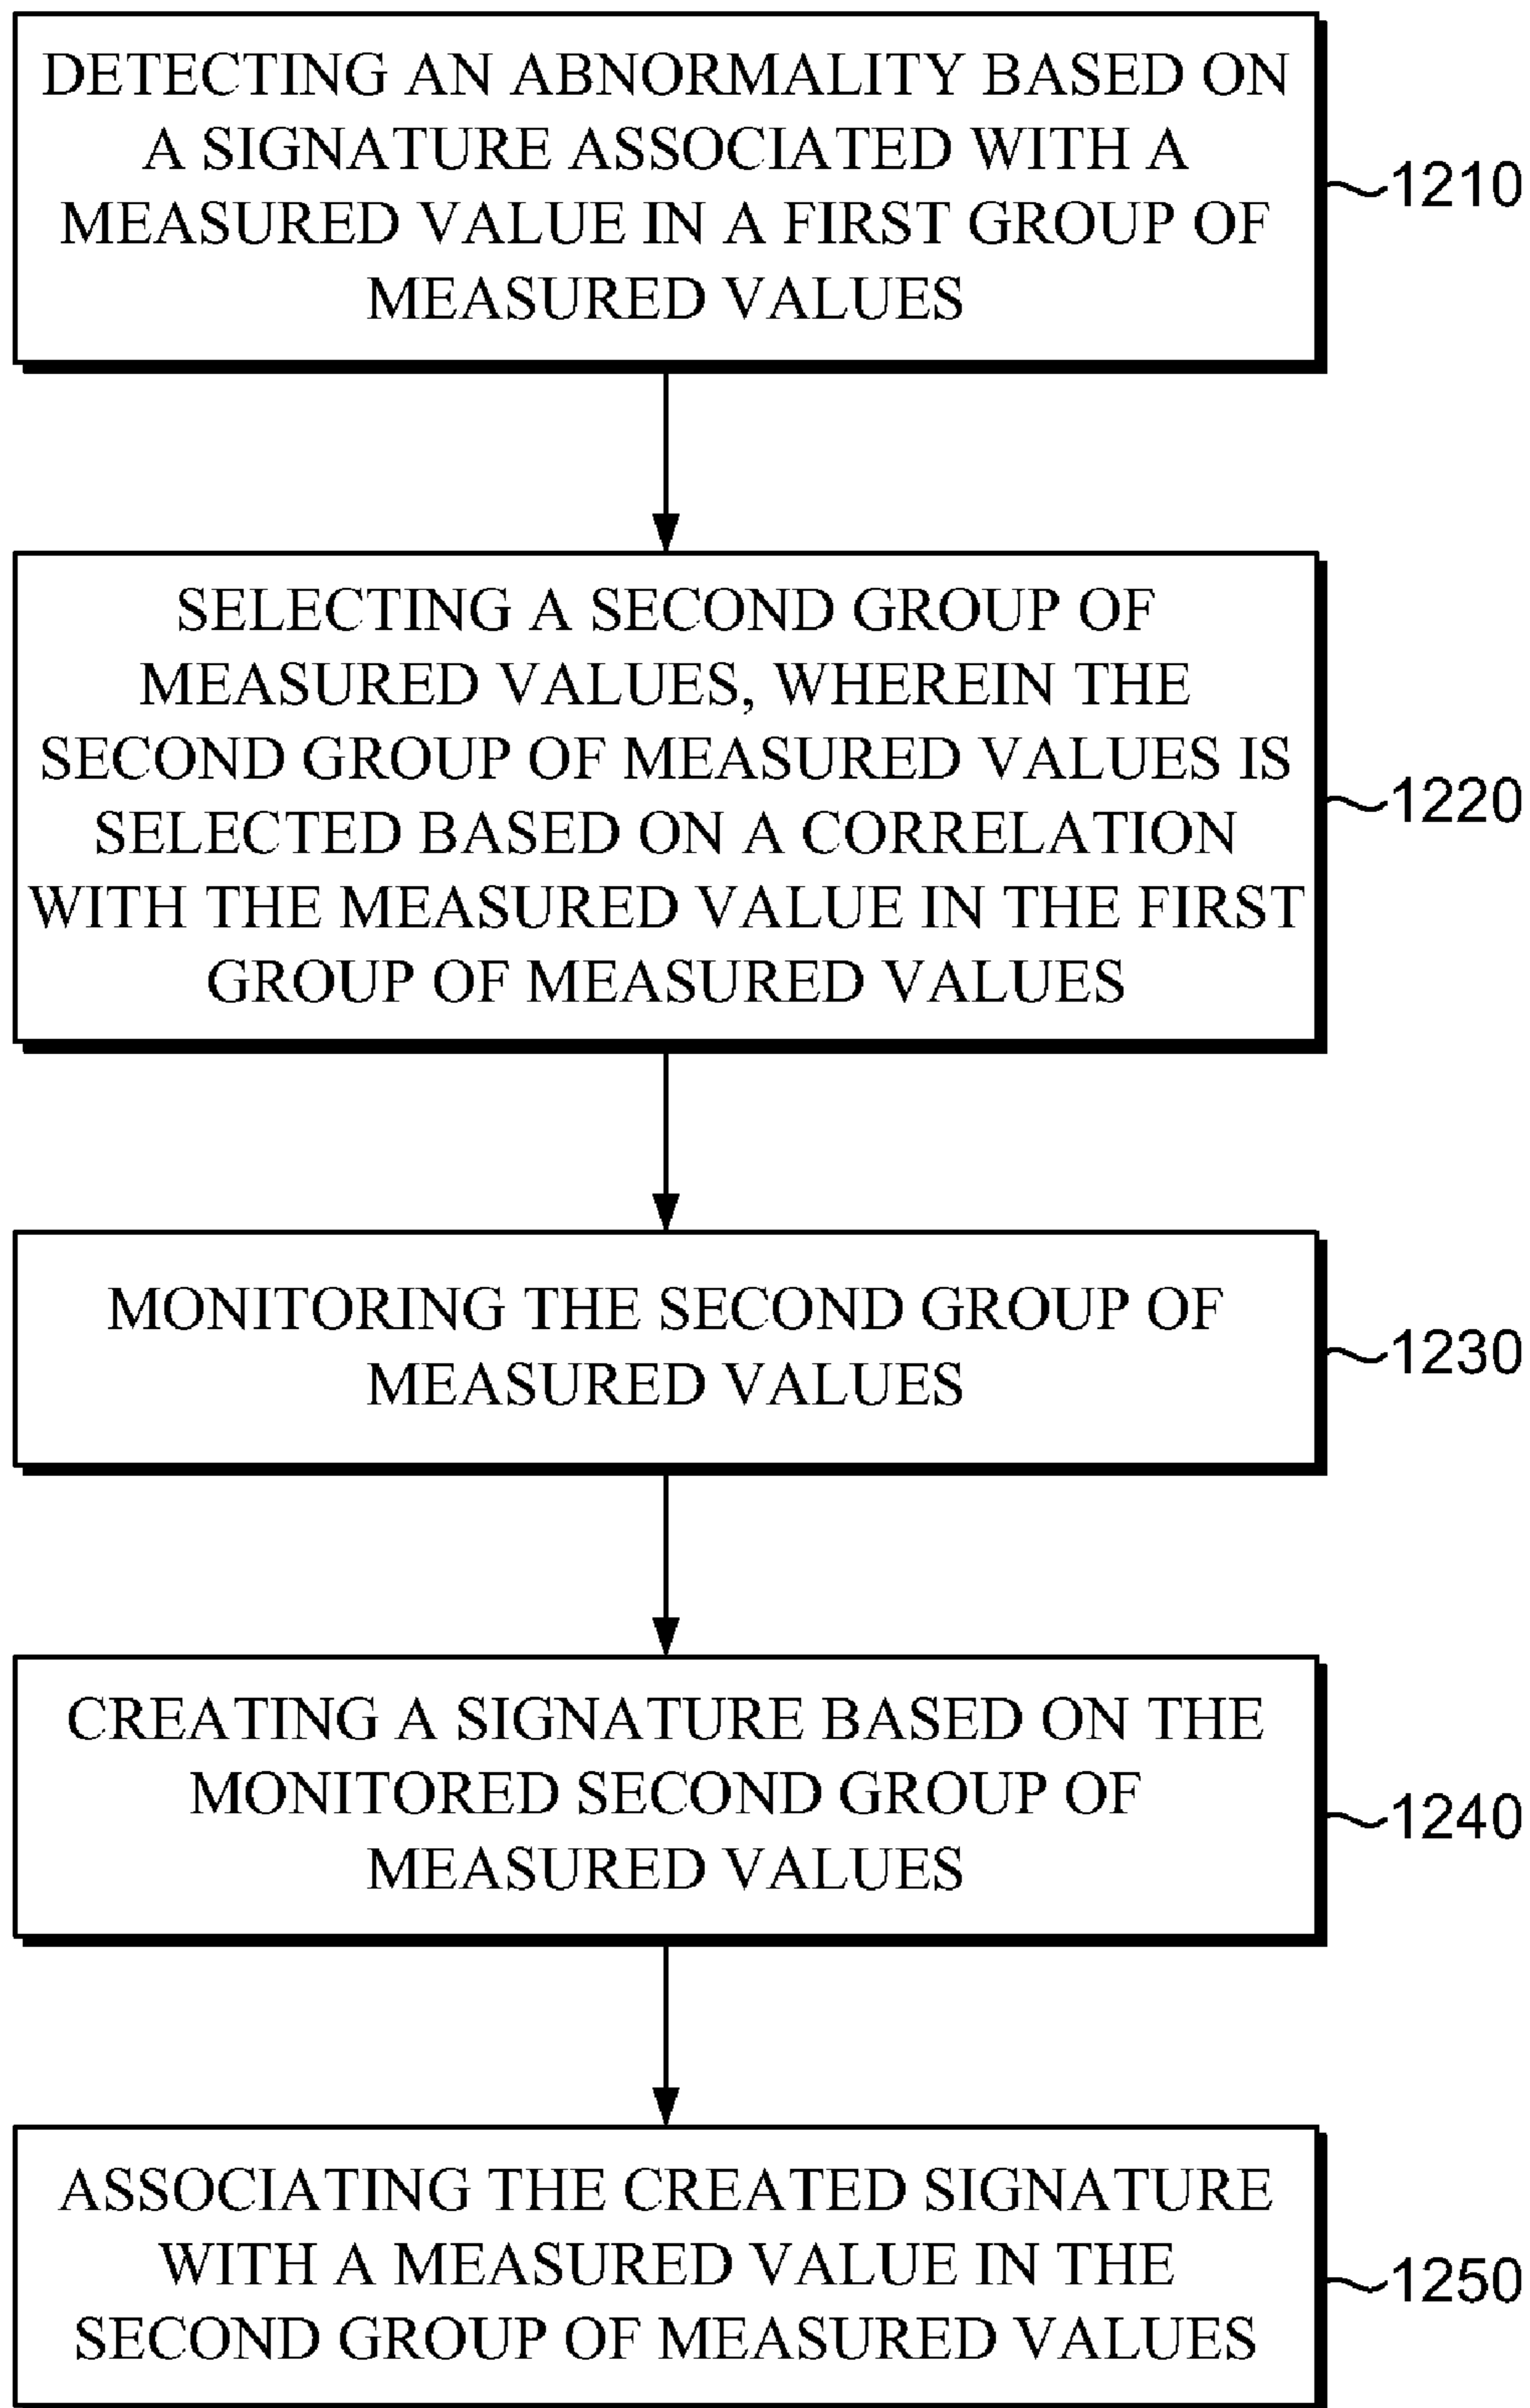 DETECTING AN ABNORMALITY BASED ON
A SIGNATURE ASSOCIATED WITH A
MEASURED VALUE IN A FIRST GROUP OF
MEASURED VALUES
1210
SELECTING A SECOND GROUP OF
MEASURED VALUES, WHEREIN THE
SECOND GROUP OF MEASURED VALUES IS
SELECTED BASED ON A CORRELATION
WITH THE MEASURED VALUE IN THE FIRST
GROUP OF MEASURED VALUES
1220
MONITORING THE SECOND GROUP OF
MEASURED VALUES
1230
CREATING A SIGNATURE BASED ON THE
MONITORED SECOND GROUP OF
MEASURED VALUES
1240
ASSOCIATING THE CREATED SIGNATURE
WITH A MEASURED VALUE IN THE
SECOND GROUP OF MEASURED VALUES
1250